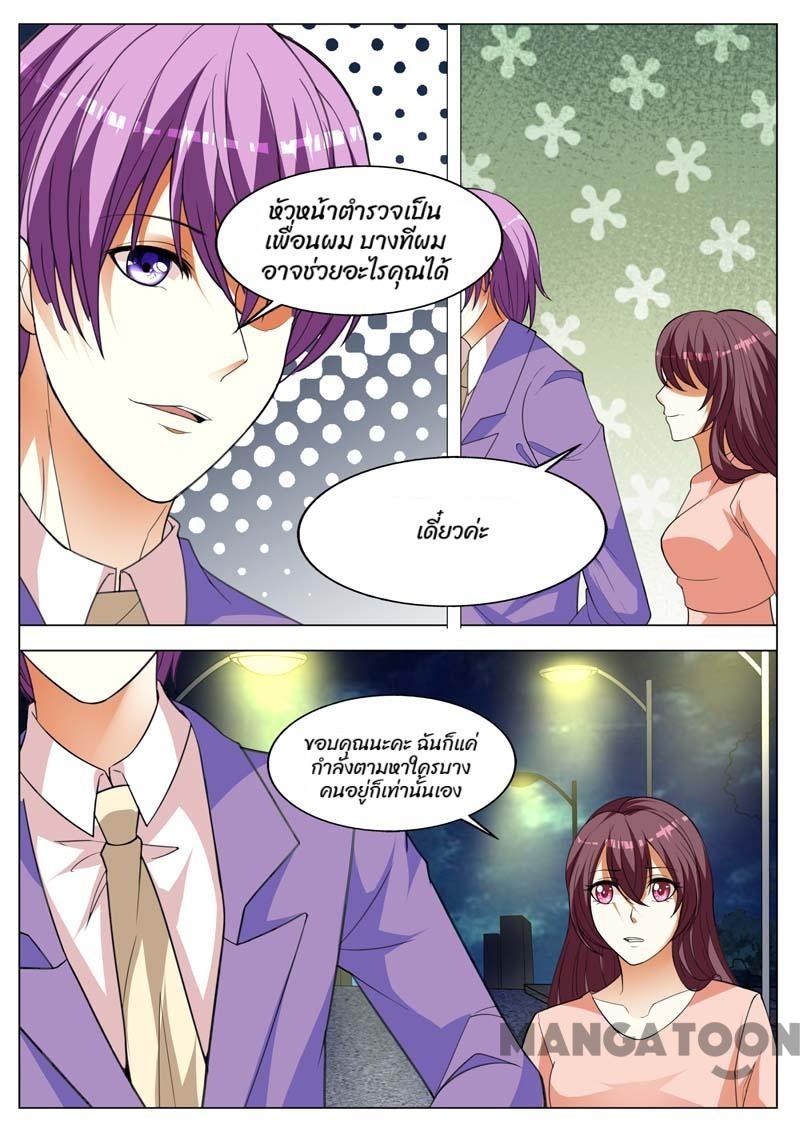 หัวหน้าตำรวจเป็น
เพื่อนผม บางทีผม
อาจช่วยอะไรคุณได้
เดี๋ยวค่ะ
ขอบคุณนะคะ ฉันก็แค่
กำลังตามหาใครบาง
คนอยู่ก็เท่านั้นเอง
MANGATOON